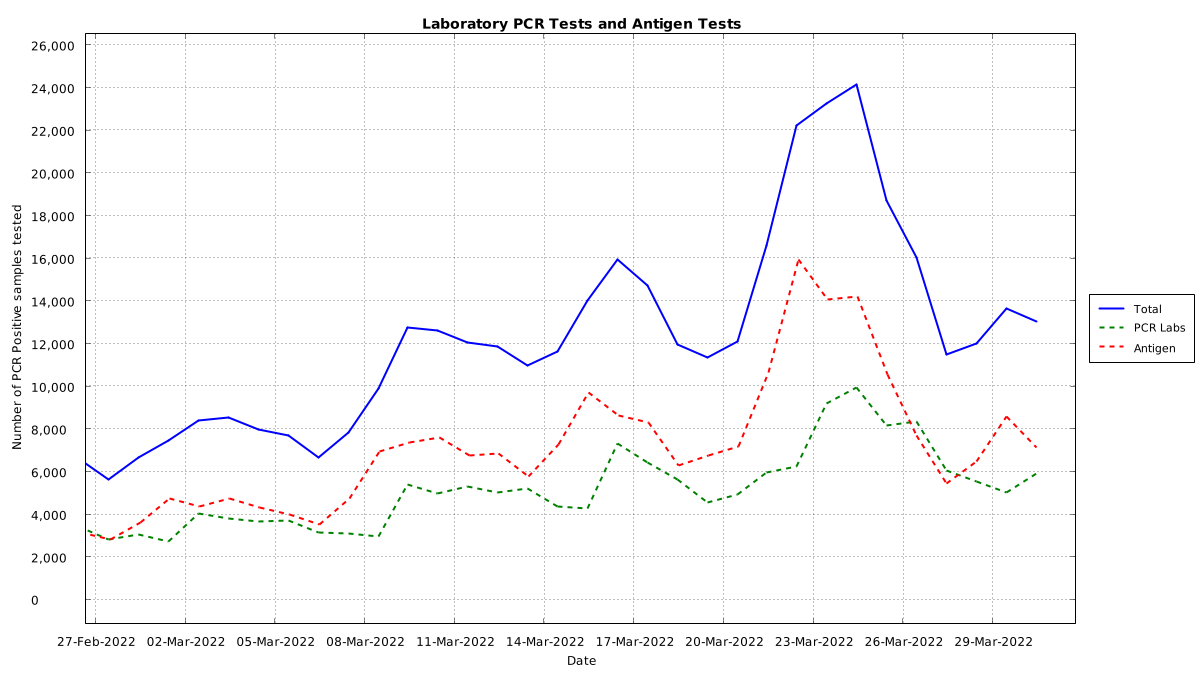 Laboratory PCR Tests and Antigen Tests
Number of PCR Positive samples tested
26,000
24,000
22,000
20,000
18,000
16,000
14,000
12,000
10,000
8,000
6,000
4,000
2,000
0
27-Feb-2022 02-Mar-2022 05-Mar-2022 08-Mar-2022 11-Mar-2022 14-Mar-2022 17-Mar-2022 20-Mar-2022 23-Mar-2022 26-Mar-2022 29-Mar-2022
Date
Total
PCR Labs
Antigen